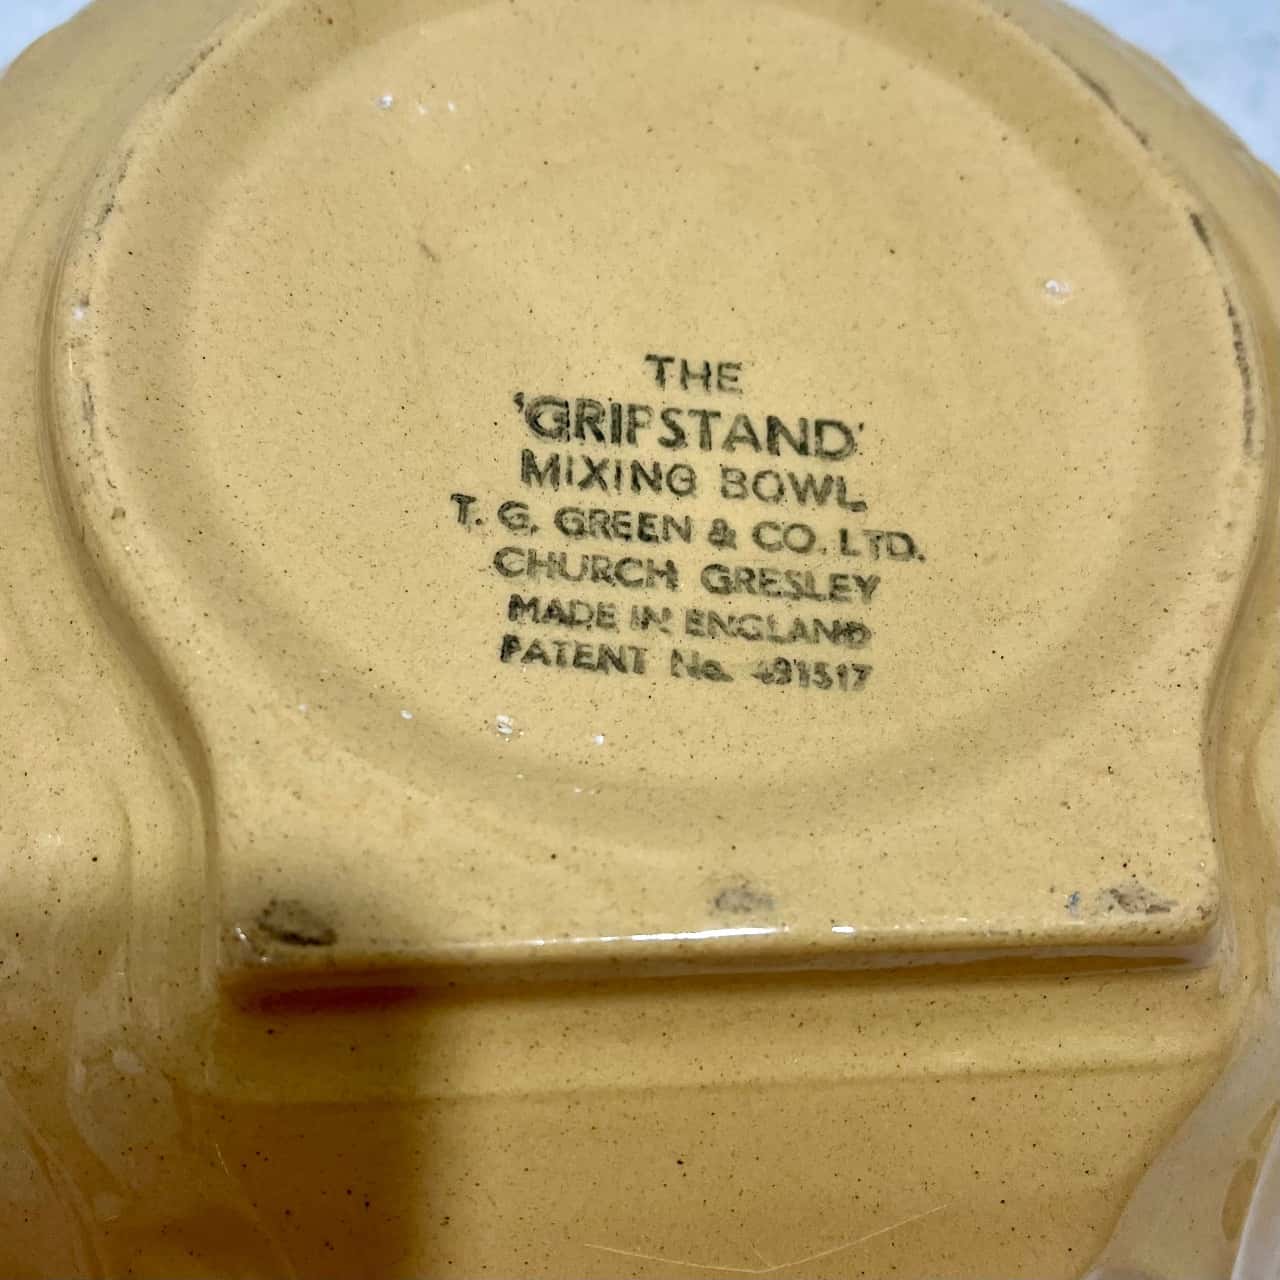 THE
'GRIPSTAND'
MIXING BOWL
T. G. GREEN & CO. LTD.
CHURCH GRESLEY
MADE IN ENGLAND
PATENT No. 491517